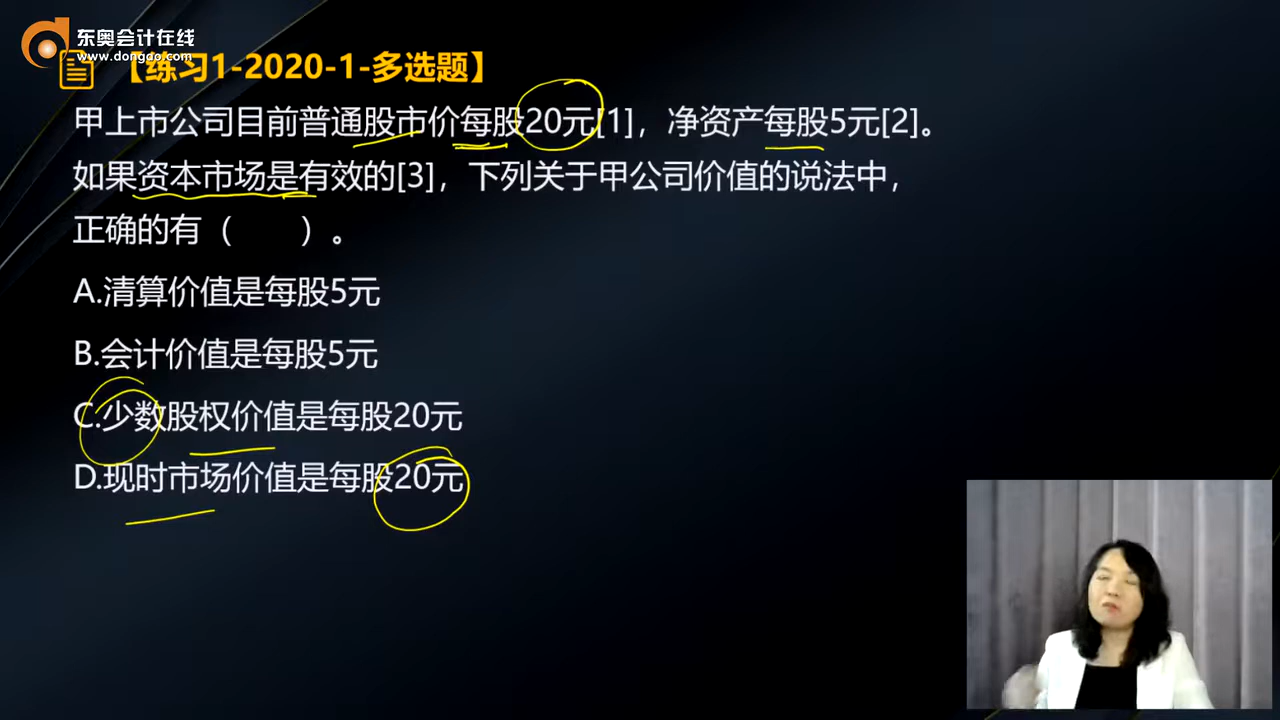 东奥会计在线
www.dongao.com
【练习1-2020-1-多选题】
甲上市公司目前普通股市价每股20元[1]，净资产每股5元[2]。
如果资本市场是有效的[3]，下列关于甲公司价值的说法中，
正确的有（　　）。
A.清算价值是每股5元
B.会计价值是每股5元
C.少数股权价值是每股20元
D.现时市场价值是每股20元